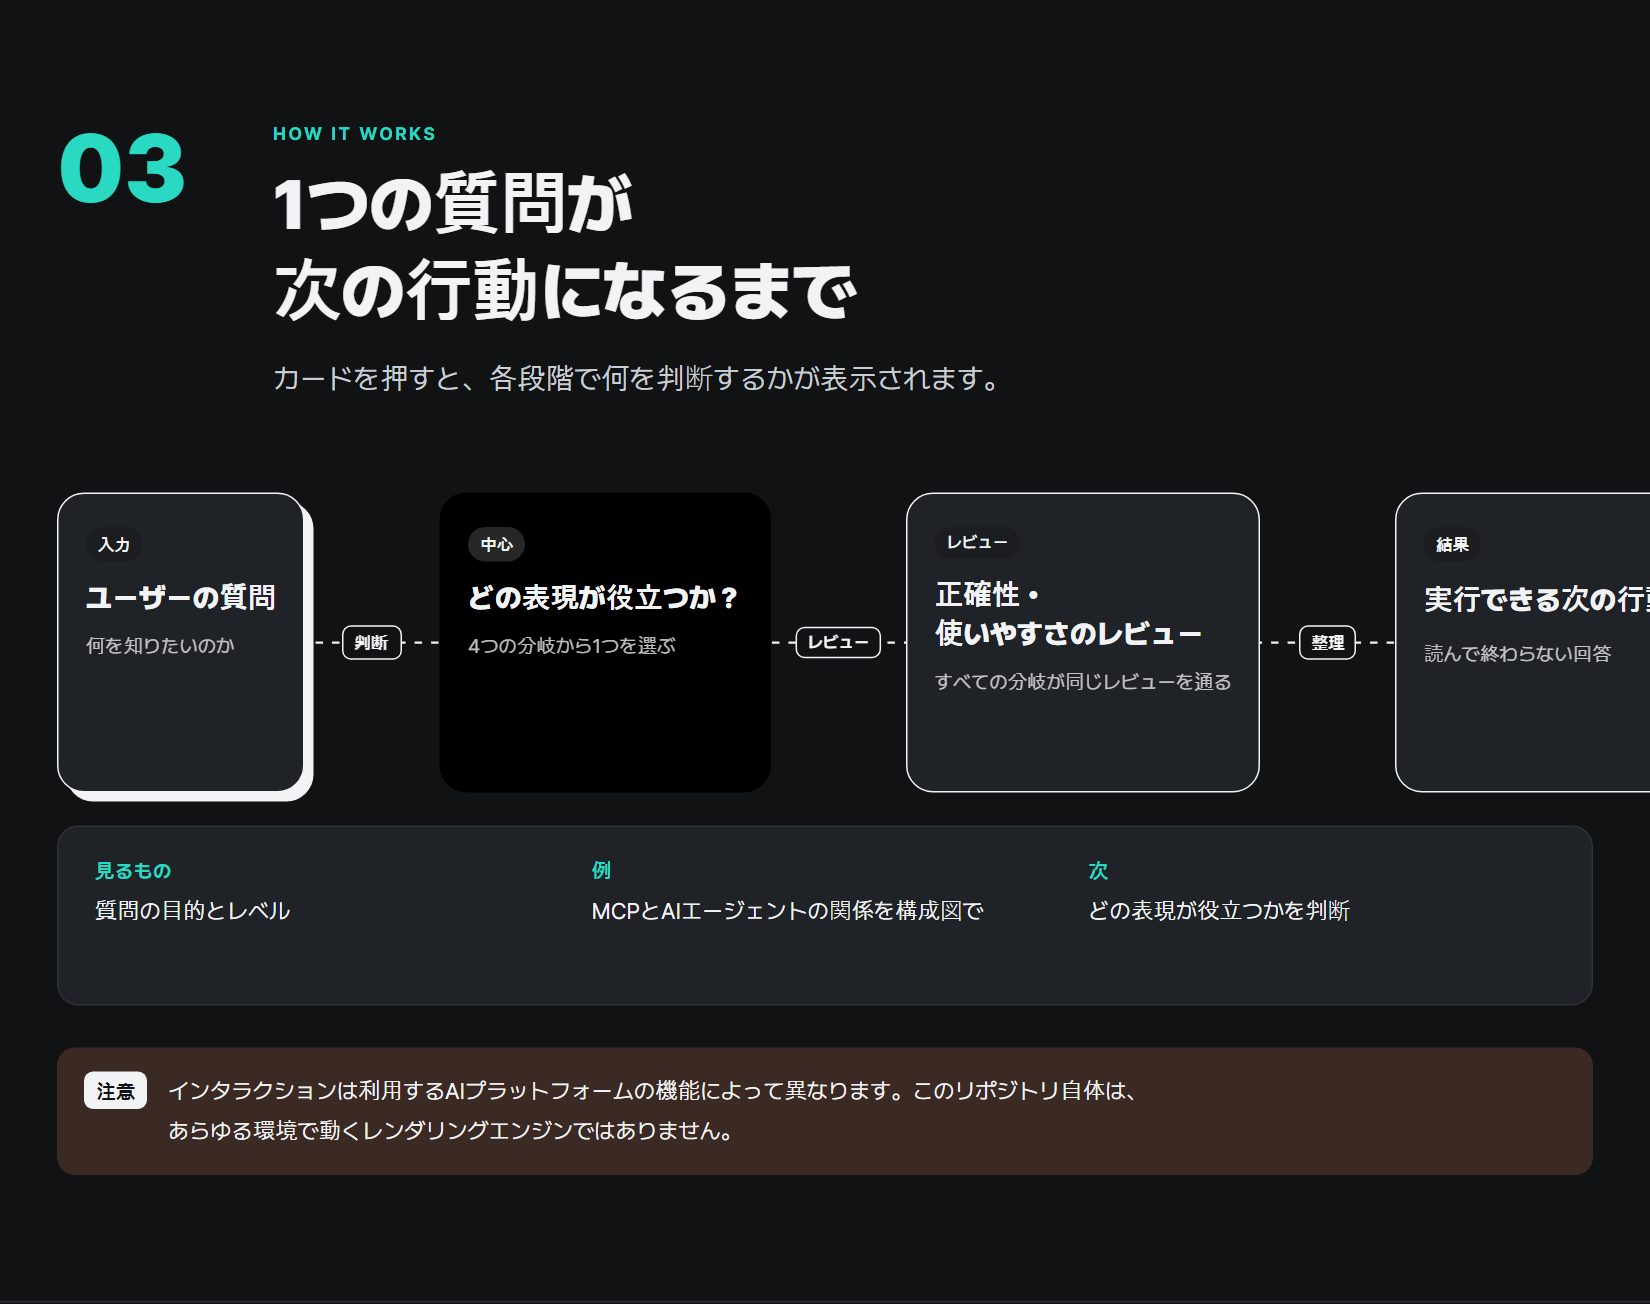 03
HOW IT WORKS
1つの質問が
次の行動になるまで
カードを押すと、各段階で何を判断するかが表示されます。
入力
ユーザーの質問
何を知りたいのか
判断
中心
どの表現が役立つか？
4つの分岐から1つを選ぶ
レビュー
レビュー
正確性・
使いやすさのレビュー
すべての分岐が同じレビューを通る
整理
結果
実行できる次の行
読んで終わらない回答
見るもの
質問の目的とレベル
例
MCPとAIエージェントの関係を構成図で
次
どの表現が役立つかを判断
注意
インタラクションは利用するAIプラットフォームの機能によって異なります。このリポジトリ自体は、
あらゆる環境で動くレンダリングエンジンではありません。